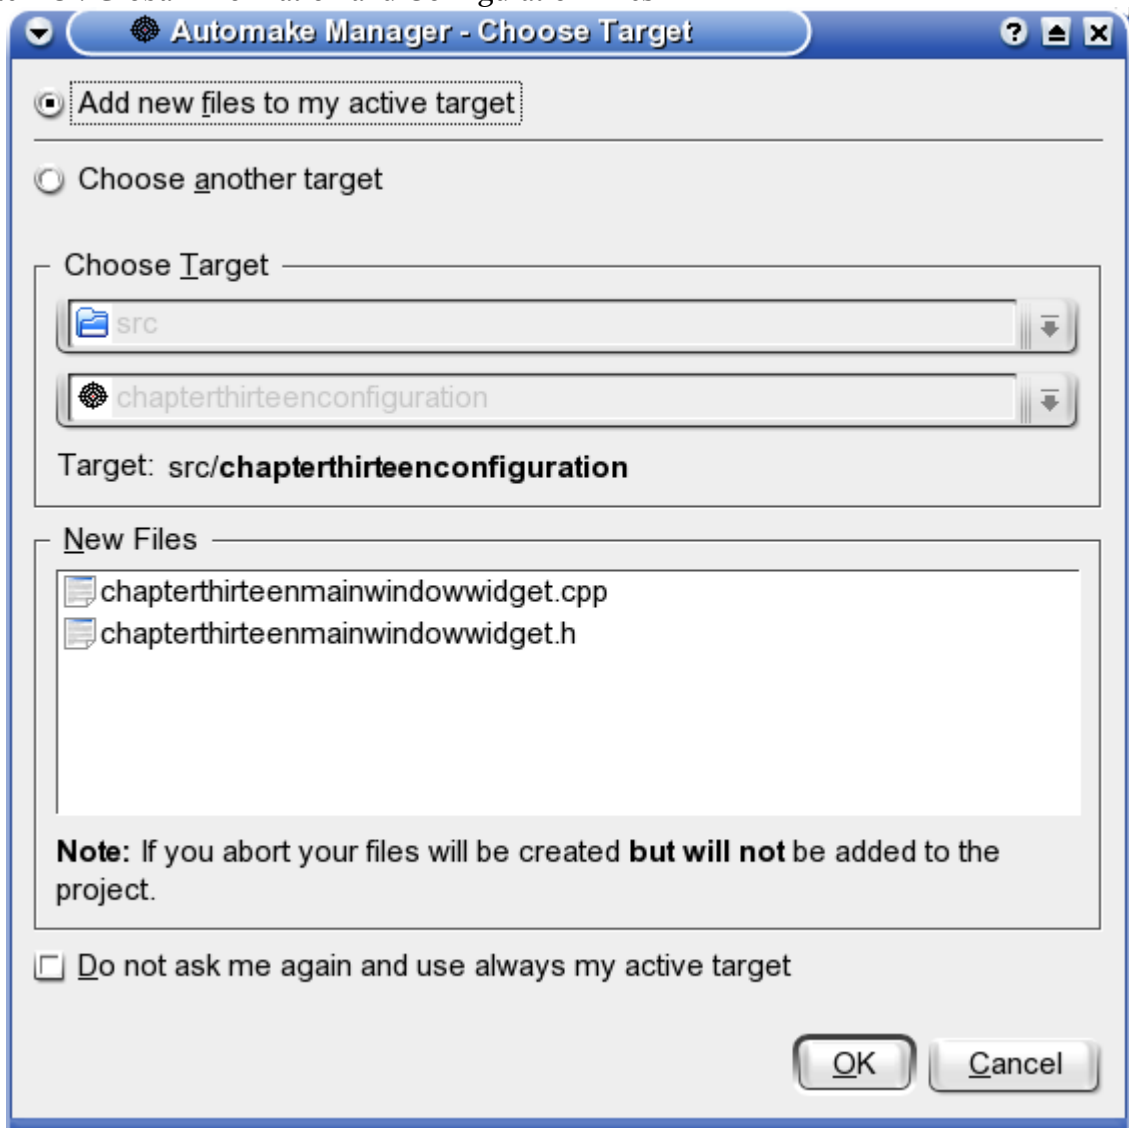 Automake Manager - Choose Target
Add new files to my active target
Choose another target
Choose Target
src
chapterthirteenconfiguration
Target: src/chapterthirteenconfiguration
New Files
chapterthirteenmainwindowwidget.cpp
chapterthirteenmainwindowwidget.h
Note: If you abort your files will be created but will not be added to the
project.
Do not ask me again and use always my active target
OK Cancel